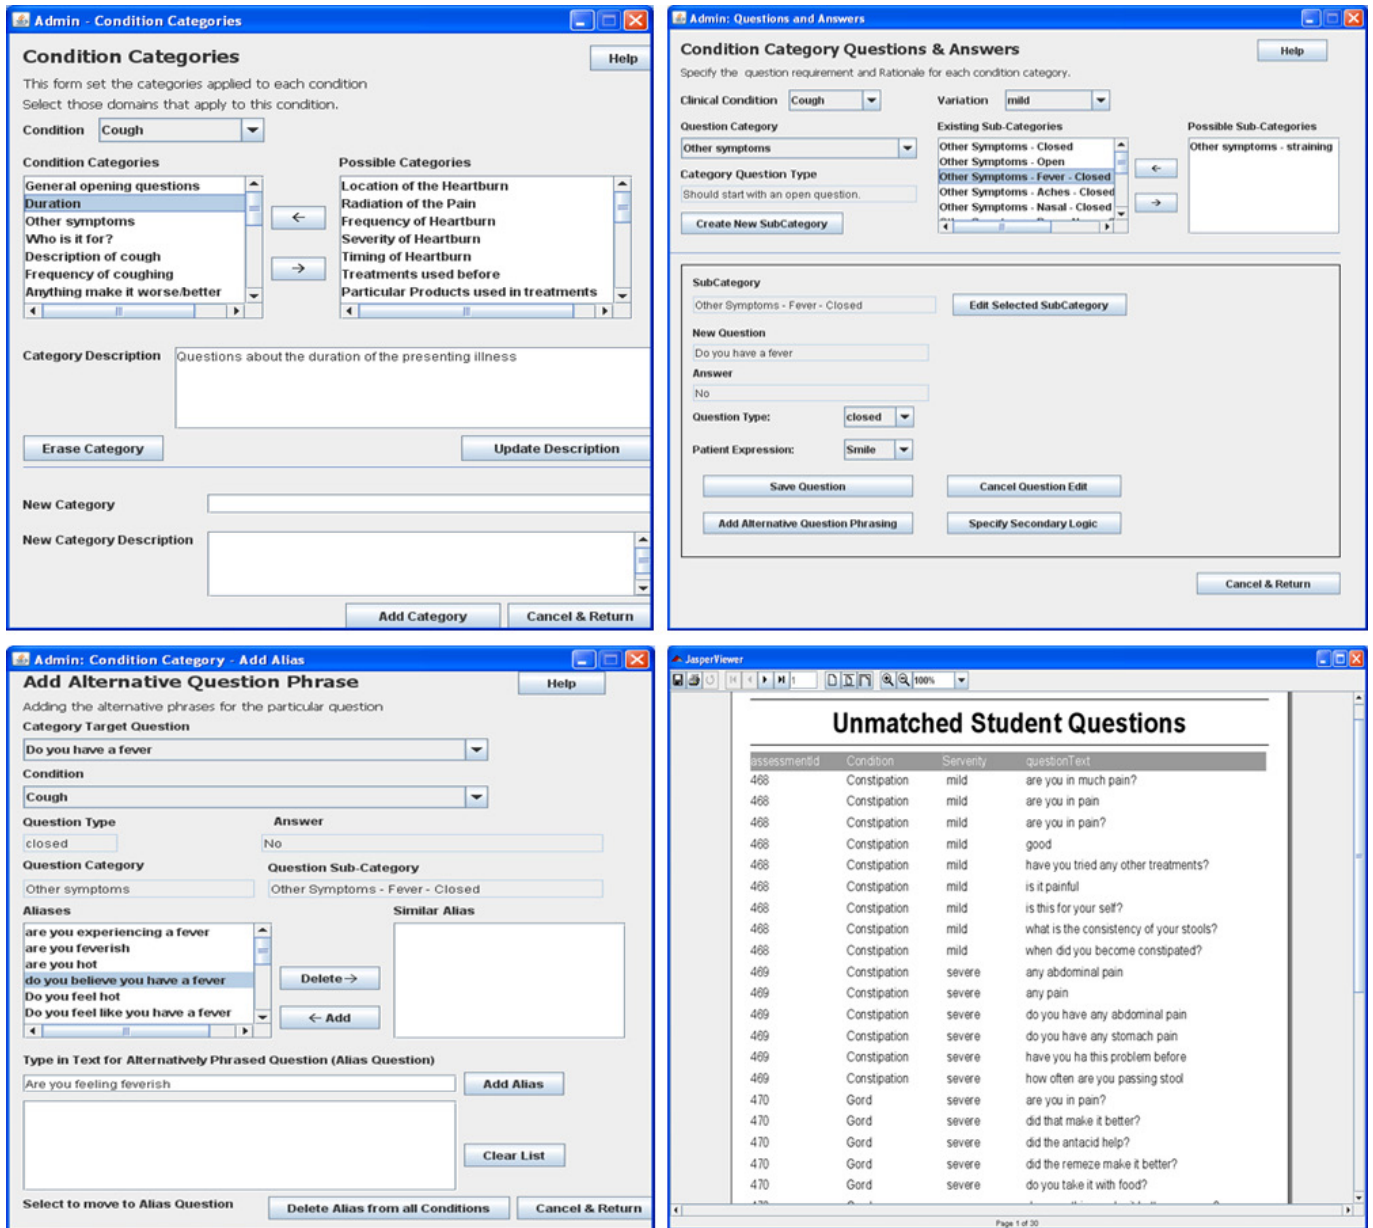 Admin - Condition Categories
Condition Categories
Help
This form set the categories applied to each condition
Select those domains that apply to this condition.
Condition Cough
Condition Categories Possible Categories
General opening questions
Duration
Other symptoms
Who is it for?
Description of cough
Frequency of coughing
Anything make it worse/better
Location of the Heartburn
Radiation of the Pain
Frequency of Heartburn
Severity of Heartburn
Timing of Heartburn
Treatments used before
Particular Products used in treatments
Category Description Questions about the duration of the presenting illness
Erase Category Update Description
New Category
New Category Description
Add Category Cancel & Return
Admin: Questions and Answers
Condition Category Questions & Answers
Help
Specify the question requirement and Rationale for each condition category.
Clinical Condition Cough Variation mild
Question Category
Other symptoms
Category Question Type
Should start with an open question.
Create New SubCategory
Existing Sub-Categories
Other Symptoms - Closed
Other Symptoms - Open
Other Symptoms - Fever - Closed
Other Symptoms - Aches - Closed
Other Symptoms - Nasal - Closed
Possible Sub-Categories
Other symptoms - straining
SubCategory
Other Symptoms - Fever - Closed Edit Selected SubCategory
New Question
Do you have a fever
Answer
No
Question Type: closed
Patient Expression: Smile
Save Question Cancel Question Edit
Add Alternative Question Phrasing Specify Secondary Logic
Cancel & Return
Admin: Condition Category - Add Alias
Add Alternative Question Phrase
Help
Adding the alternative phrases for the particular question
Category Target Question
Do you have a fever
Condition
Cough
Question Type Answer
closed No
Question Category Question Sub-Category
Other symptoms Other Symptoms - Fever - Closed
Aliases Similar Alias
are you experiencing a fever
are you feverish
are you hot
do you believe you have a fever
Do you feel hot
Do you feel like you have a fever
Delete→
← Add
Type in Text for Alternatively Phrased Question (Alias Question)
Are you feeling feverish Add Alias
Clear List
Select to move to Alias Question Delete Alias from all Conditions Cancel & Return
JasperViewer
1 100%
Unmatched Student Questions
assessmentId Condition Serverity questionText
468 Constipation mild are you in much pain?
468 Constipation mild are you in pain
468 Constipation mild are you in pain?
468 Constipation mild good
468 Constipation mild have you tried any other treatments?
468 Constipation mild is it painful
468 Constipation mild is this for your self?
468 Constipation mild what is the consistency of your stools?
468 Constipation mild when did you become constipated?
469 Constipation severe any abdominal pain
469 Constipation severe any pain
469 Constipation severe do you have any abdominal pain
469 Constipation severe do you have any stomach pain
469 Constipation severe have you ha this problem before
469 Constipation severe how often are you passing stool
470 Gord severe are you in pain?
470 Gord severe did that make it better?
470 Gord severe did the antacid help?
470 Gord severe did the remeze make it better?
470 Gord severe do you take it with food?
Page 1 of 30